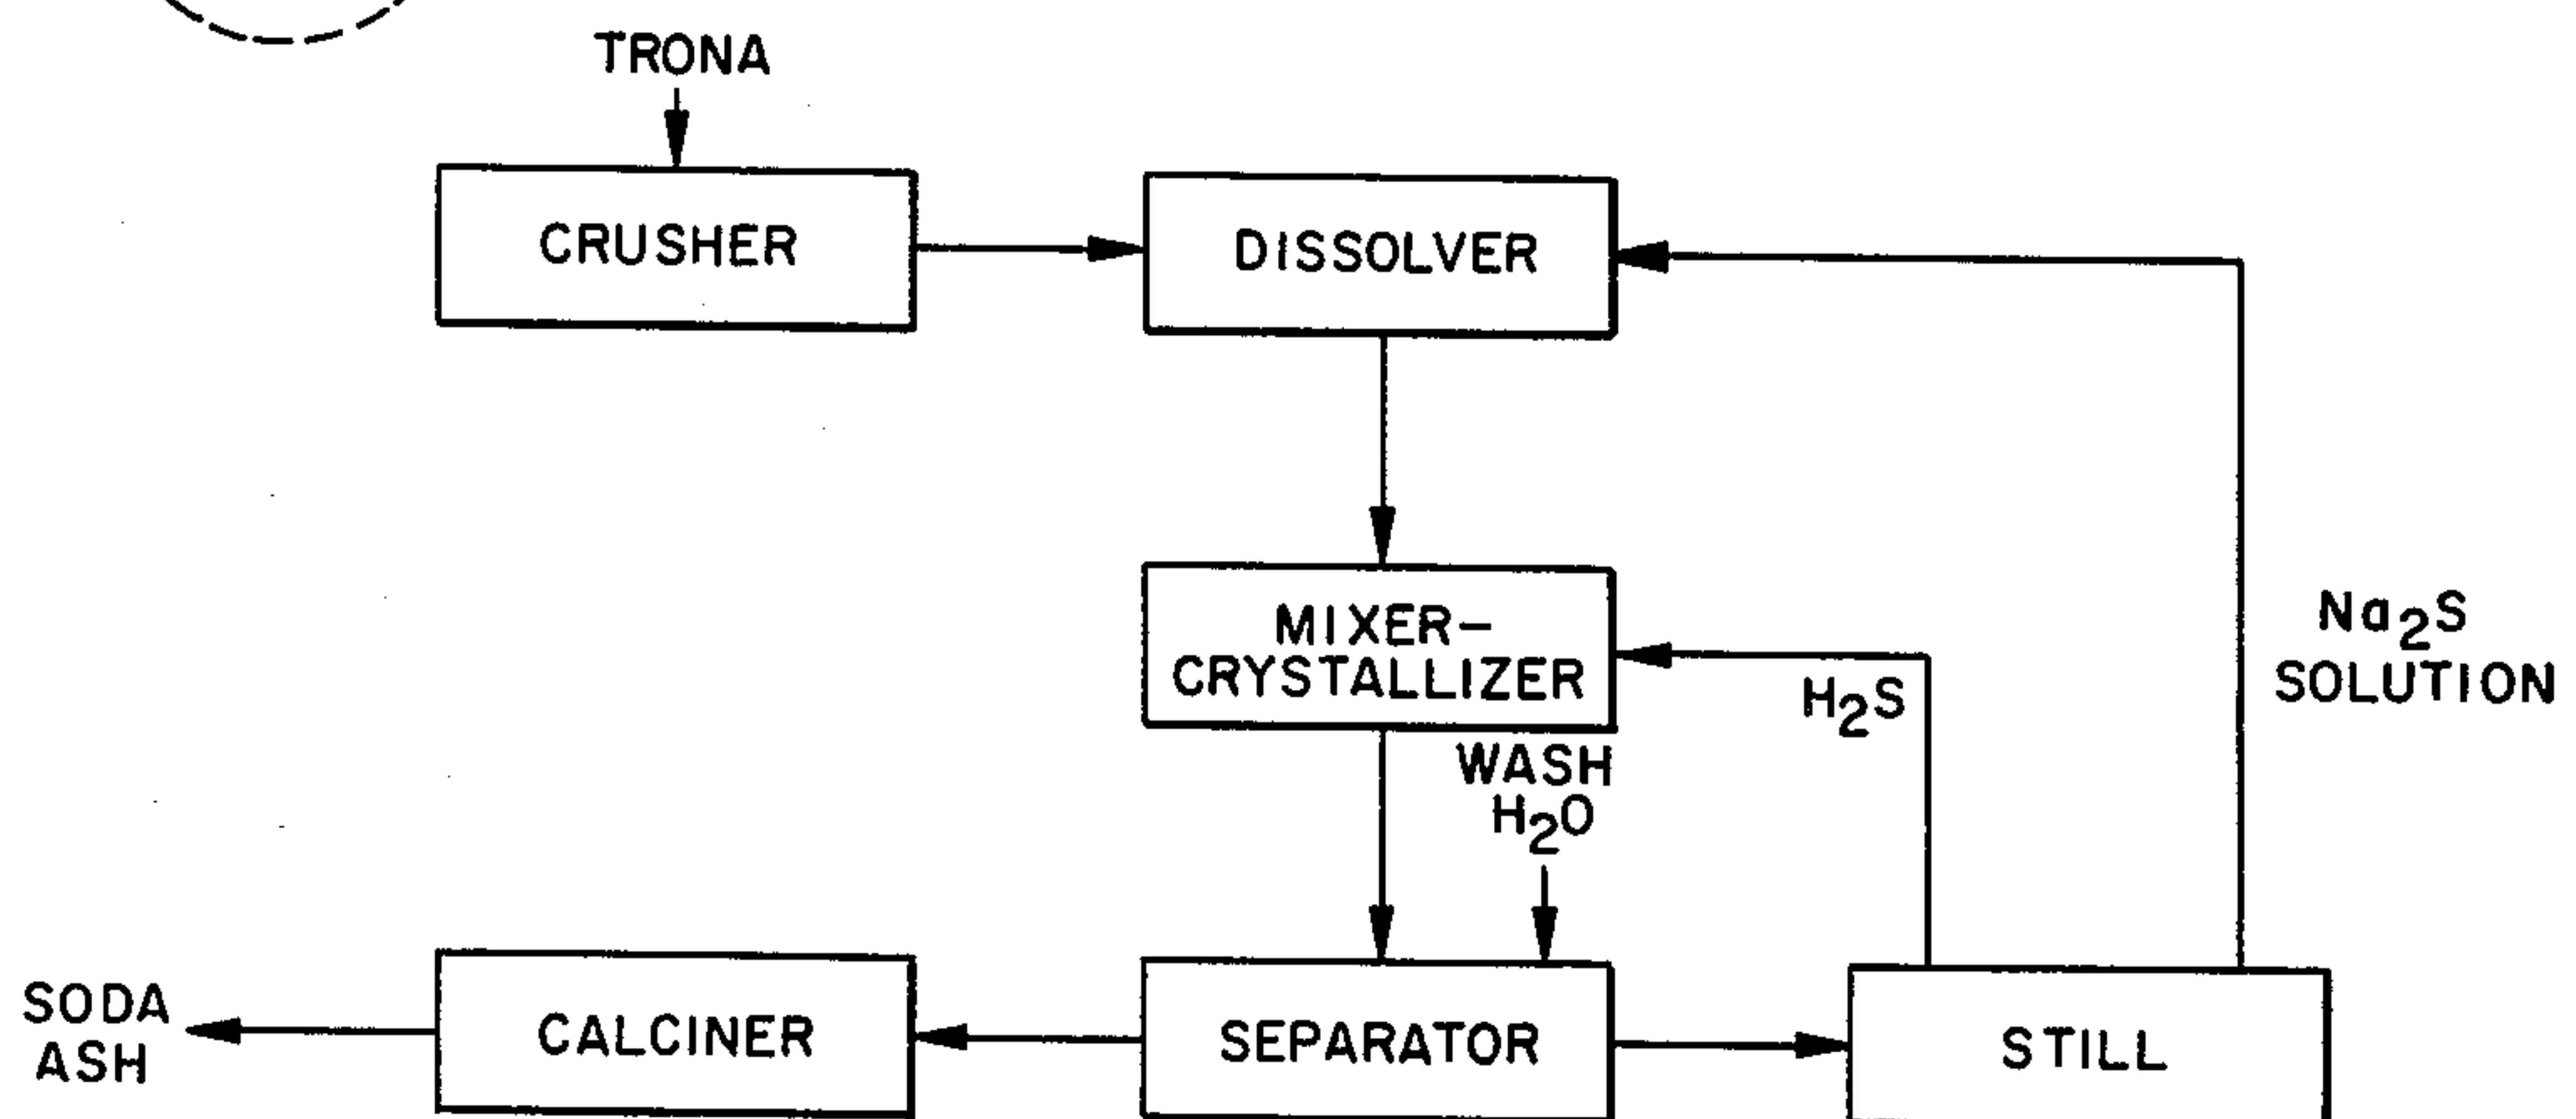 TRONA
CRUSHER
DISSOLVER
MIXER-
CRYSTALLIZER
H2S
Na2S
SOLUTION
WASH
H2O
SODA
ASH
CALCINER
SEPARATOR
STILL